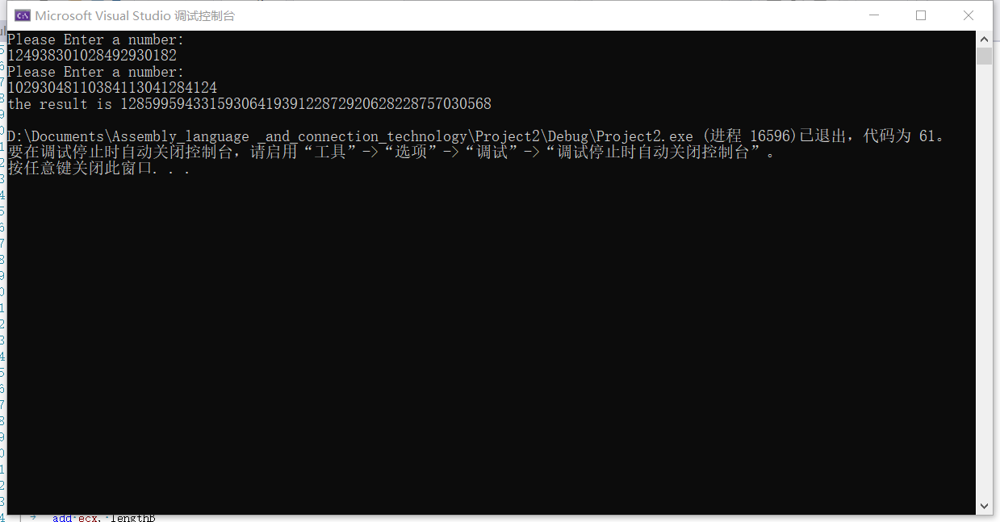 Microsoft Visual Studio 调试控制台
Please Enter a number:
124938301028492930182
Please Enter a number:
10293048110384113041284124
the result is 1285995943315930641939122872920628228757030568
D:\Documents\Assembly_language _and_connection_technology\Project2\Debug\Project2.exe (进程 16596)已退出，代码为 61。
要在调试停止时自动关闭控制台，请启用“工具”->“选项”->“调试”->“调试停止时自动关闭控制台”。
按任意键关闭此窗口. . .
add ecx, lengthB